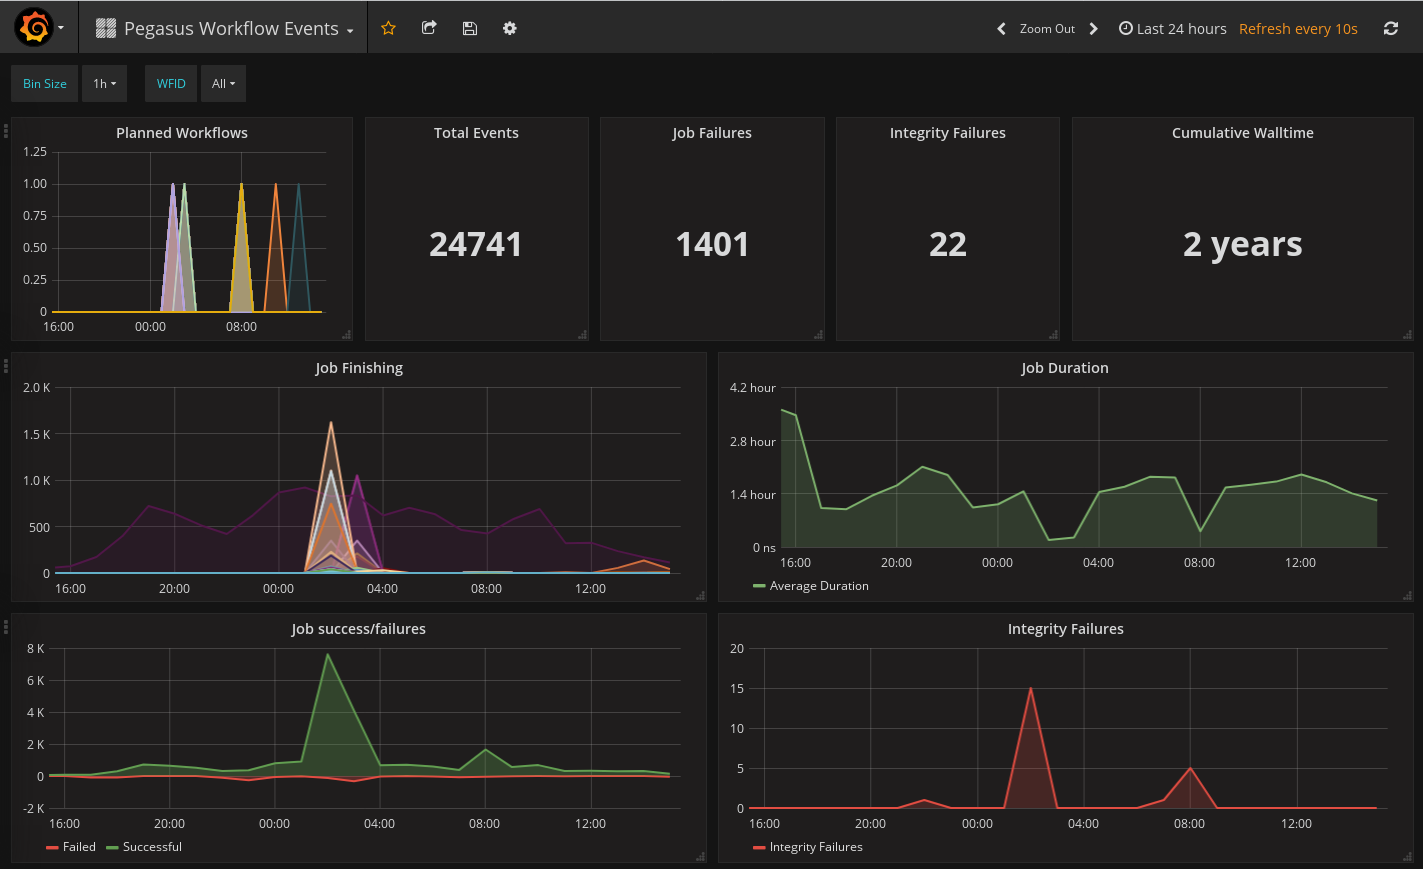 Pegasus Workflow Events
Zoom Out
Last 24 hours
Refresh every 10s
Bin Size
1h
WFID
All
Planned Workflows
1.25
1.00
0.75
0.50
0.25
0
16:00 00:00 08:00
Total Events
24741
Job Failures
1401
Integrity Failures
22
Cumulative Walltime
2 years
Job Finishing
2.0 K
1.5 K
1.0 K
500
0
16:00 20:00 00:00 04:00 08:00 12:00
Job Duration
4.2 hour
2.8 hour
1.4 hour
0 ns
16:00 20:00 00:00 04:00 08:00 12:00
Average Duration
Job success/failures
8 K
6 K
4 K
2 K
0
-2 K
16:00 20:00 00:00 04:00 08:00 12:00
Failed Successful
Integrity Failures
20
15
10
5
0
16:00 20:00 00:00 04:00 08:00 12:00
Integrity Failures